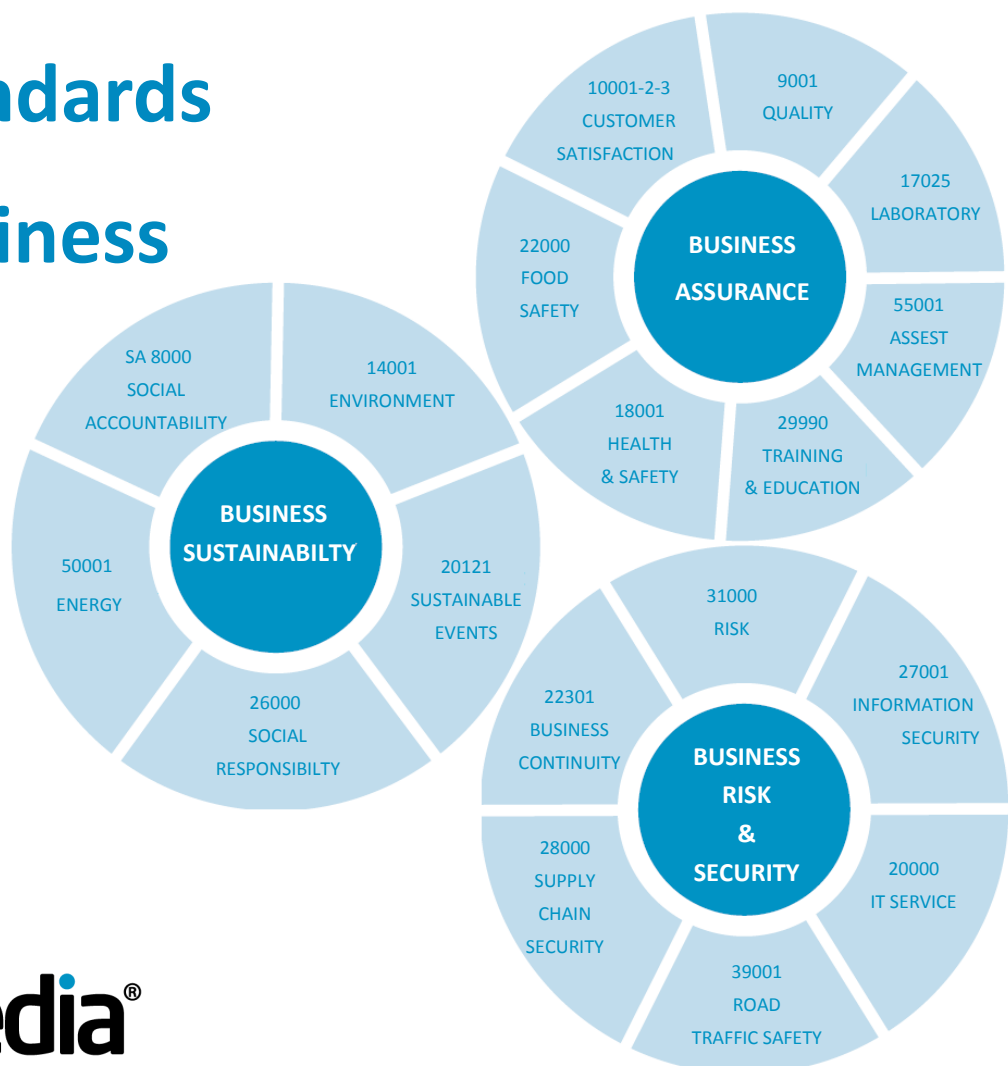 ndards
iness
10001-2-3
CUSTOMER
SATISFACTION
9001
QUALITY
17025
LABORATORY
55001
ASSEST
MANAGEMENT
29990
TRAINING
& EDUCATION
18001
HEALTH
& SAFETY
22000
FOOD
SAFETY
BUSINESS
ASSURANCE
SA 8000
SOCIAL
ACCOUNTABILITY
14001
ENVIRONMENT
20121
SUSTAINABLE
EVENTS
26000
SOCIAL
RESPONSIBILTY
50001
ENERGY
BUSINESS
SUSTAINABILTY
31000
RISK
27001
INFORMATION
SECURITY
20000
IT SERVICE
39001
ROAD
TRAFFIC SAFETY
28000
SUPPLY
CHAIN
SECURITY
22301
BUSINESS
CONTINUITY
BUSINESS
RISK
&
SECURITY
edia®